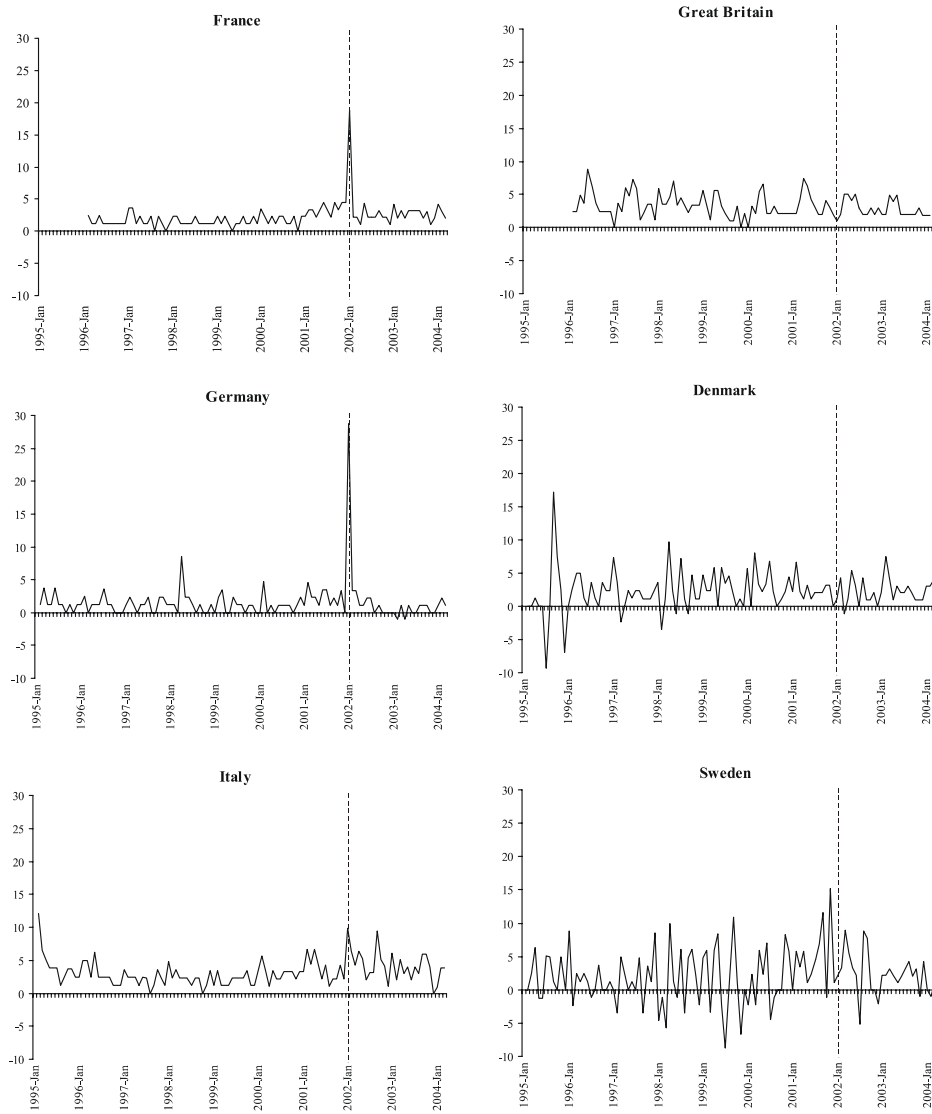 France
30
25
20
15
10
5
0
-5
-10
1995-Jan
1996-Jan
1997-Jan
1998-Jan
1999-Jan
2000-Jan
2001-Jan
2002-Jan
2003-Jan
2004-Jan
Great Britain
30
25
20
15
10
5
0
-5
-10
1995-Jan
1996-Jan
1997-Jan
1998-Jan
1999-Jan
2000-Jan
2001-Jan
2002-Jan
2003-Jan
2004-Jan
Germany
30
25
20
15
10
5
0
-5
-10
1995-Jan
1996-Jan
1997-Jan
1998-Jan
1999-Jan
2000-Jan
2001-Jan
2002-Jan
2003-Jan
2004-Jan
Denmark
30
25
20
15
10
5
0
-5
-10
1995-Jan
1996-Jan
1997-Jan
1998-Jan
1999-Jan
2000-Jan
2001-Jan
2002-Jan
2003-Jan
2004-Jan
Italy
30
25
20
15
10
5
0
-5
-10
1995-Jan
1996-Jan
1997-Jan
1998-Jan
1999-Jan
2000-Jan
2001-Jan
2002-Jan
2003-Jan
2004-Jan
Sweden
30
25
20
15
10
5
0
-5
-10
1995-Jan
1996-Jan
1997-Jan
1998-Jan
1999-Jan
2000-Jan
2001-Jan
2002-Jan
2003-Jan
2004-Jan